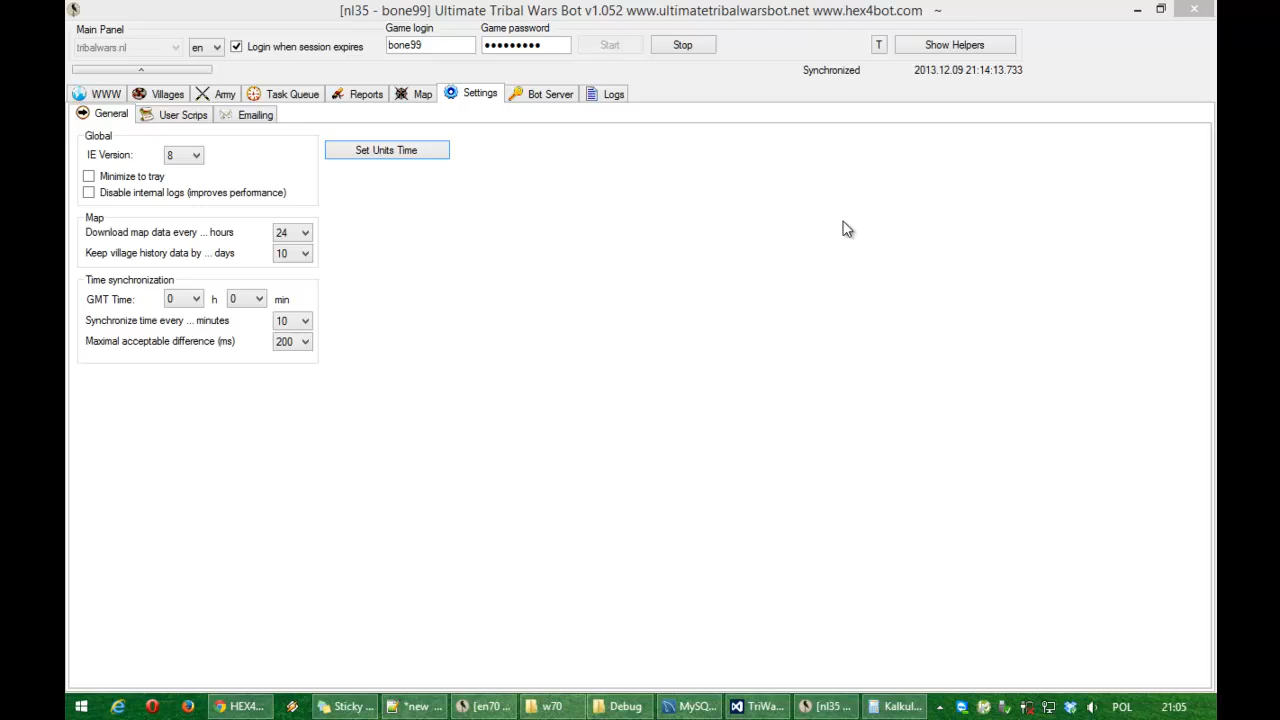 [nl35 - bone99] Ultimate Tribal Wars Bot v1.052 www.ultimatetribalwarsbot.net www.hex4bot.com ~
Main Panel
Game login
Game password
tribalwars.nl
en
Login when session expires
bone99
•••••••••
Start
Stop
T
Show Helpers
Synchronized
2013.12.09 21:14:13.733
WWW
Villages
Army
Task Queue
Reports
Map
Settings
Bot Server
Logs
General
User Scrips
Emailing
Global
IE Version:
8
Set Units Time
Minimize to tray
Disable internal logs (improves performance)
Map
Download map data every ... hours
24
Keep village history data by ... days
10
Time synchronization
GMT Time:
0
h
0
min
Synchronize time every ... minutes
10
Maximal acceptable difference (ms)
200
HEX4...
Sticky ...
*new ...
[en70 ...
w70
Debug
MySQ...
TriWa...
[nl35 ...
Kalkul...
POL
21:05